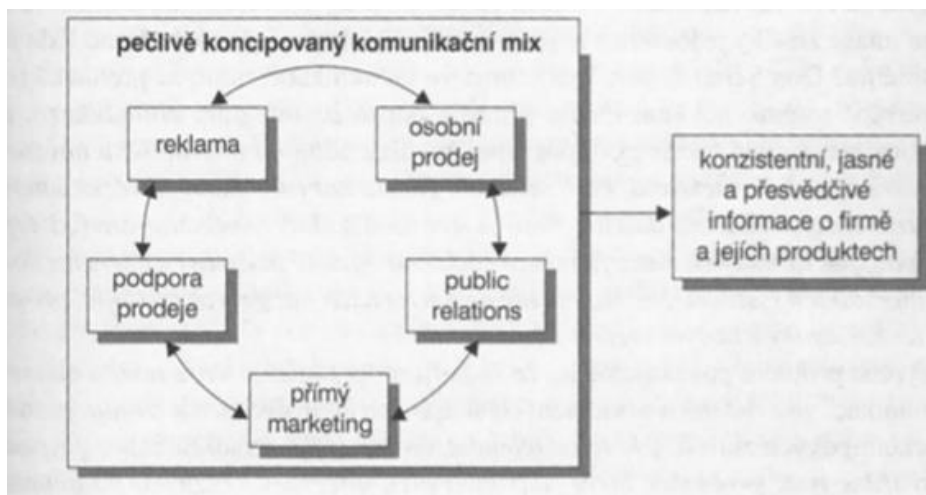 pečlivě koncipovaný komunikační mix
reklama
osobní
prodej
podpora
prodeje
public
relations
přímý
marketing
konzistentní, jasné
a přesvědčivé
informace o firmě
a jejích produktech